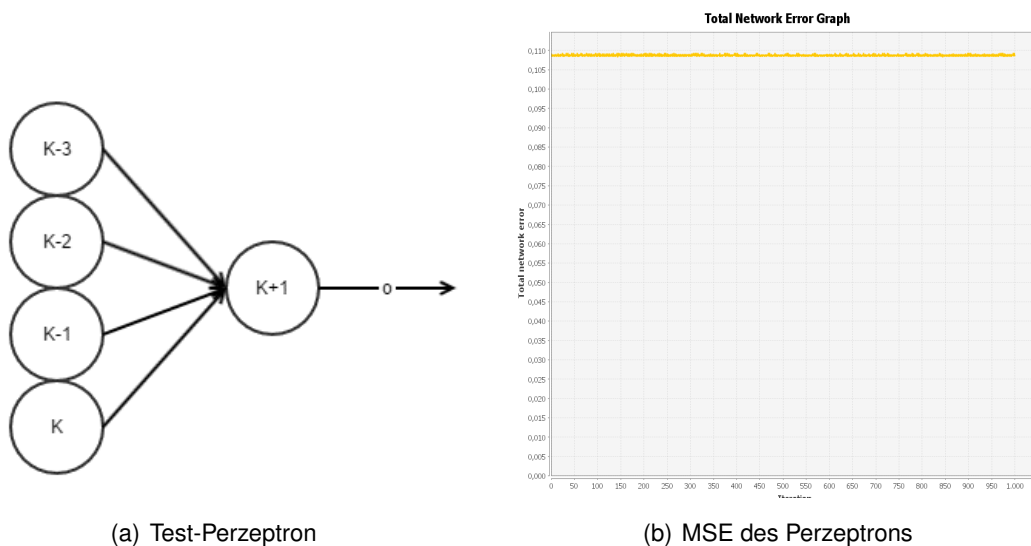 K-3
K-2
K-1
K
K+1
o
Total Network Error Graph
Total network error
0,110
0,105
0,100
0,095
0,090
0,085
0,080
0,075
0,070
0,065
0,060
0,055
0,050
0,045
0,040
0,035
0,030
0,025
0,020
0,015
0,010
0,005
0,000
0 50 100 150 200 250 300 350 400 450 500 550 600 650 700 750 800 850 900 950 1.000
Iteration
(a) Test-Perzeptron
(b) MSE des Perzeptrons